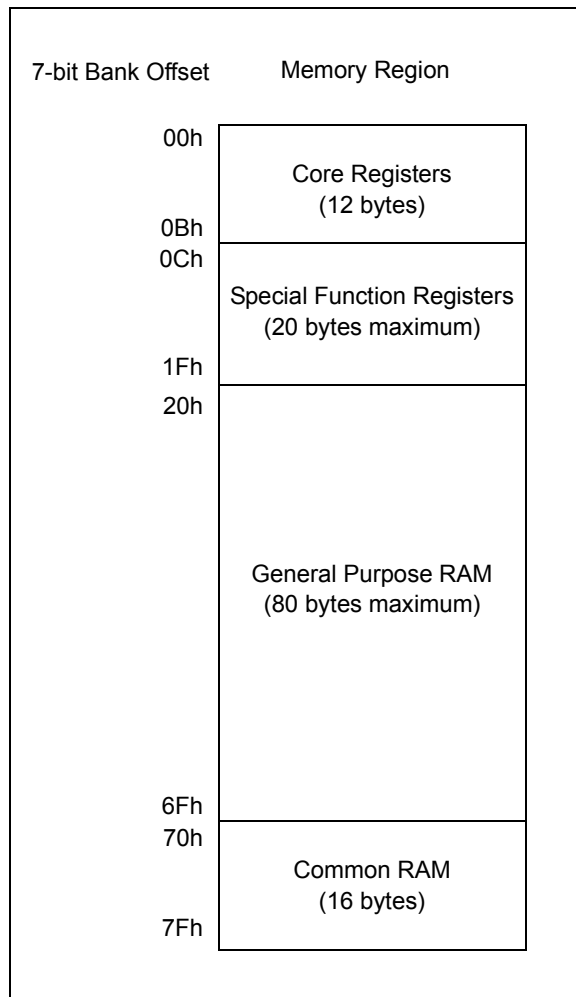 7-bit Bank Offset Memory Region
00h
Core Registers
(12 bytes)
0Bh
0Ch
Special Function Registers
(20 bytes maximum)
1Fh
20h
General Purpose RAM
(80 bytes maximum)
6Fh
70h
Common RAM
(16 bytes)
7Fh